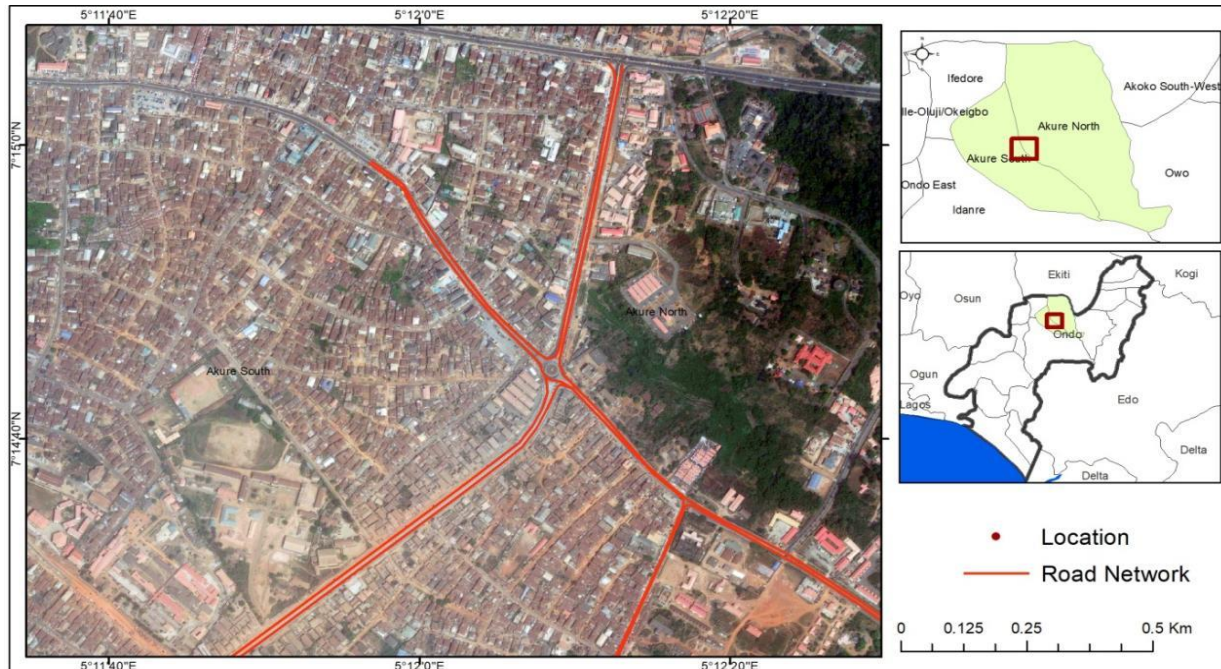 5°11'40"E
5°12'0"E
5°12'20"E
7°15'0"N
7°14'40"N
Akure North
Akure South
5°11'40"E
5°12'0"E
5°12'20"E
Ifedore
Akoko South-West
Ile-Oluji/Okeigbo
Akure North
Akure South
Owo
Ondo East
Idanre
Ekiti
Kogi
Oyo
Osun
Ondo
Ogun
Edo
Lagos
Delta
Delta
Location
Road Network
0 0.125 0.25 0.5 Km